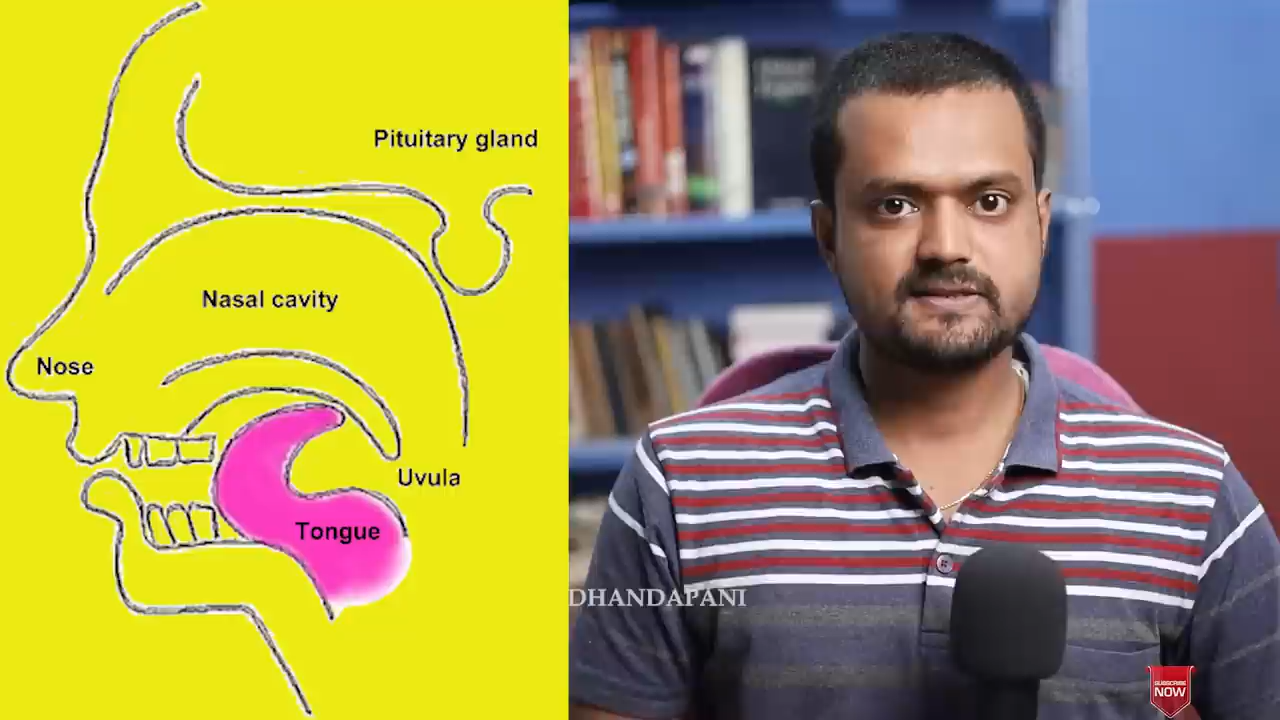 Pituitary gland
Nasal cavity
Nose
Uvula
Tongue
DHANDAPANI
SUBSCRIBE
NOW